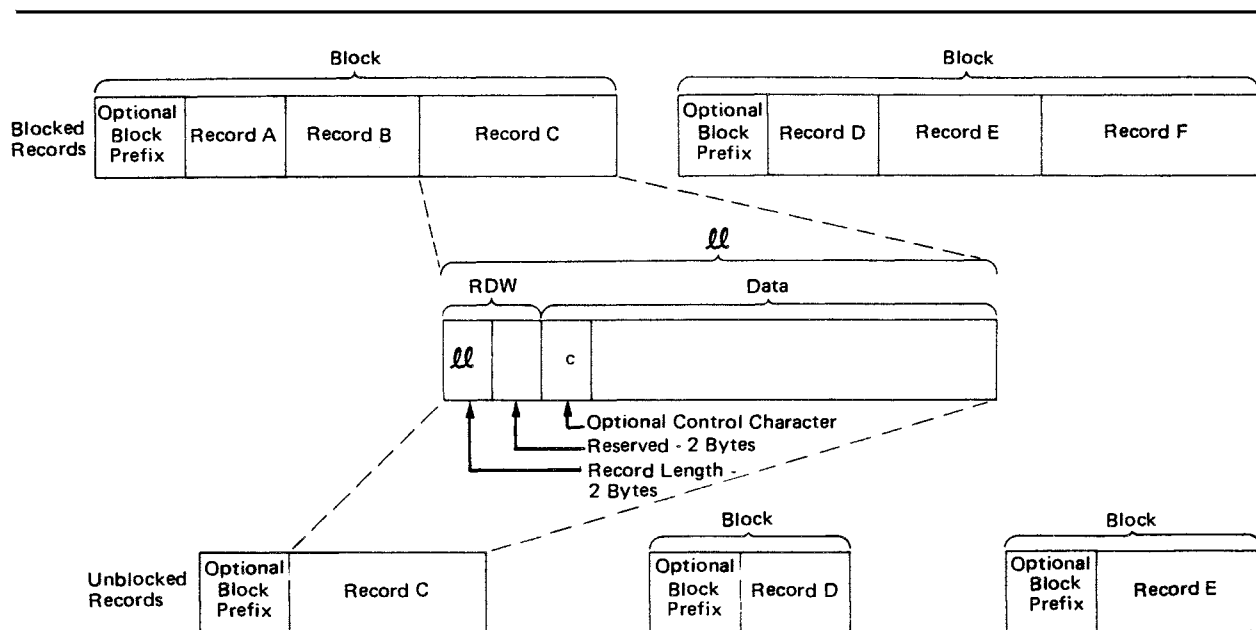 Block
Block
Blocked Records
Optional Block Prefix
Record A
Record B
Record C
Optional Block Prefix
Record D
Record E
Record F
ll
RDW
Data
ll
c
Optional Control Character
Reserved - 2 Bytes
Record Length -
2 Bytes
Block
Block
Unblocked Records
Optional Block Prefix
Record C
Optional Block Prefix
Record D
Optional Block Prefix
Record E